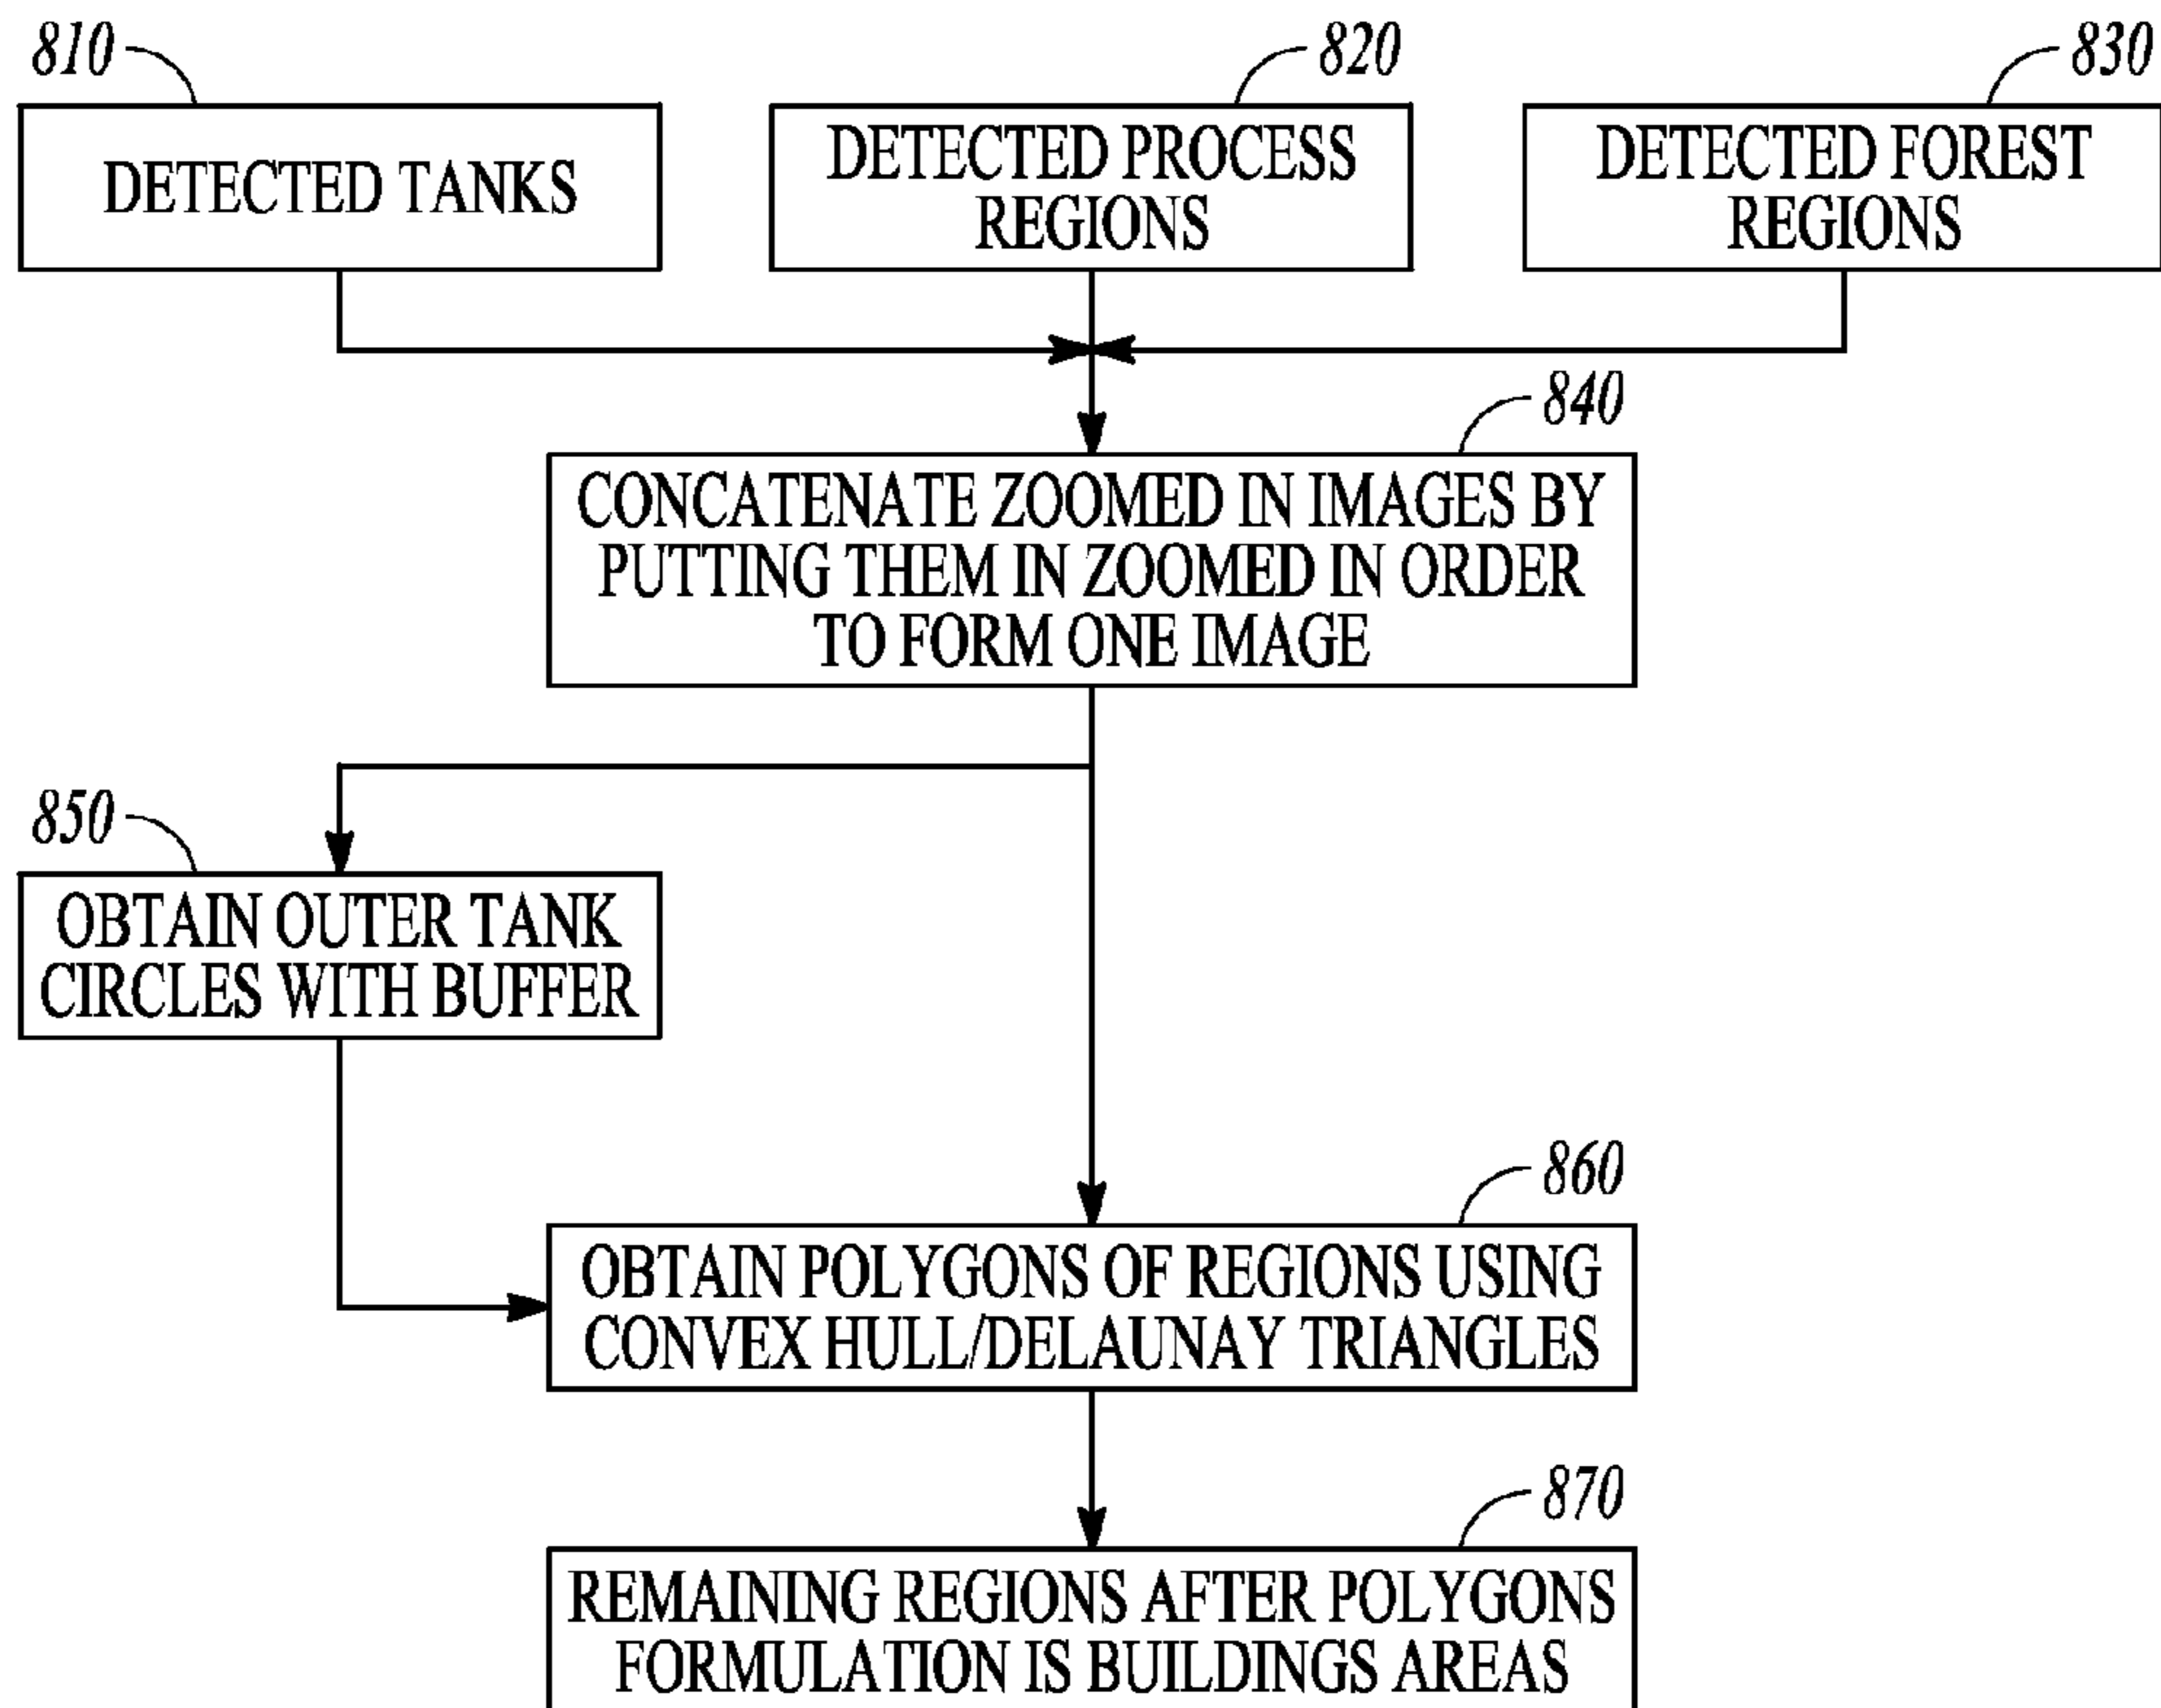 810
820
830
DETECTED TANKS
DETECTED PROCESS
REGIONS
DETECTED FOREST
REGIONS
840
CONCATENATE ZOOMED IN IMAGES BY
PUTTING THEM IN ZOOMED IN ORDER
TO FORM ONE IMAGE
850
OBTAIN OUTER TANK
CIRCLES WITH BUFFER
860
OBTAIN POLYGONS OF REGIONS USING
CONVEX HULL/DELAUNAY TRIANGLES
870
REMAINING REGIONS AFTER POLYGONS
FORMULATION IS BUILDINGS AREAS